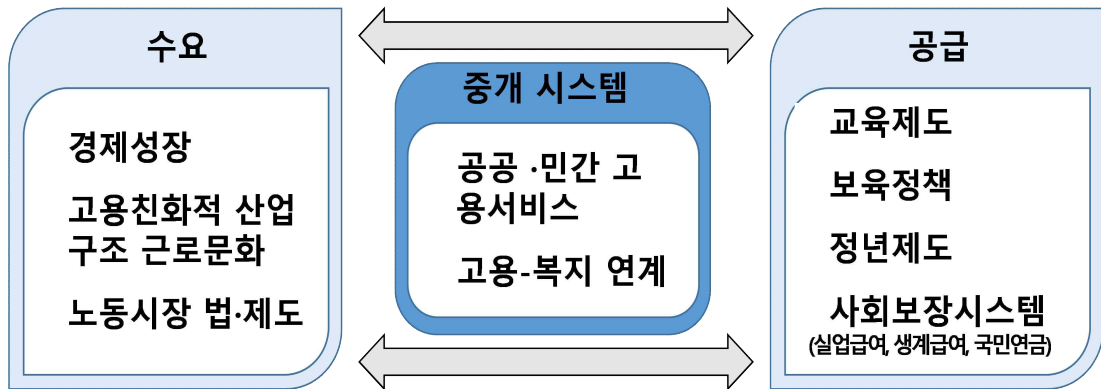 수요
경제성장
고용친화적 산업
구조 근로문화
노동시장 법·제도
중개 시스템
공공 ·민간 고
용서비스
고용-복지 연계
공급
교육제도
보육정책
정년제도
사회보장시스템
(실업급여, 생계급여, 국민연금)